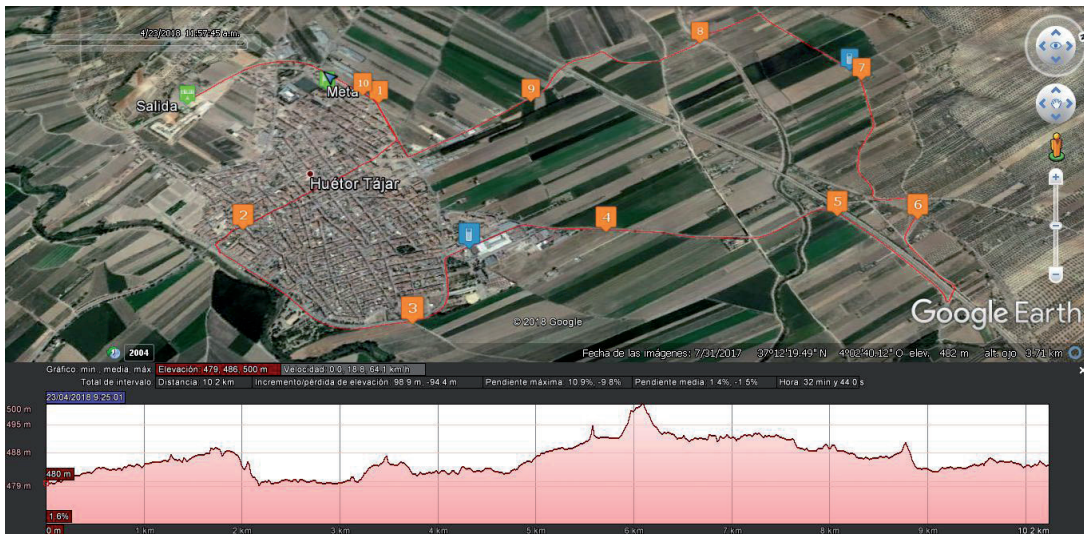 4/23/2018 11:57:45 a.m.
8
7
Salida
Meta
10
1
9
Huétor Tájar
2
4
5
6
3
Google Earth
© 2018 Google
2004
Fecha de las imágenes: 7/31/2017 37°12'19.49" N 4°02'40.12" O elev. 482 m alt. ojo 3.71 km
Gráfico: mín., media, máx. Elevación: 479, 486, 500 m Velocidad: 0.0, 18.8, 64.1 km/h
Total de intervalo: Distancia: 10.2 km Incremento/pérdida de elevación: 98.9 m, -94.4 m Pendiente máxima: 10.9%, -9.8% Pendiente media: 1.4%, -1.5% Hora: 32 min y 44.0 s
23/04/2018 9:25:01
500 m
495 m
488 m
480 m
479 m
1.6%
0 m 1 km 2 km 3 km 4 km 5 km 6 km 7 km 8 km 9 km 10.2 km